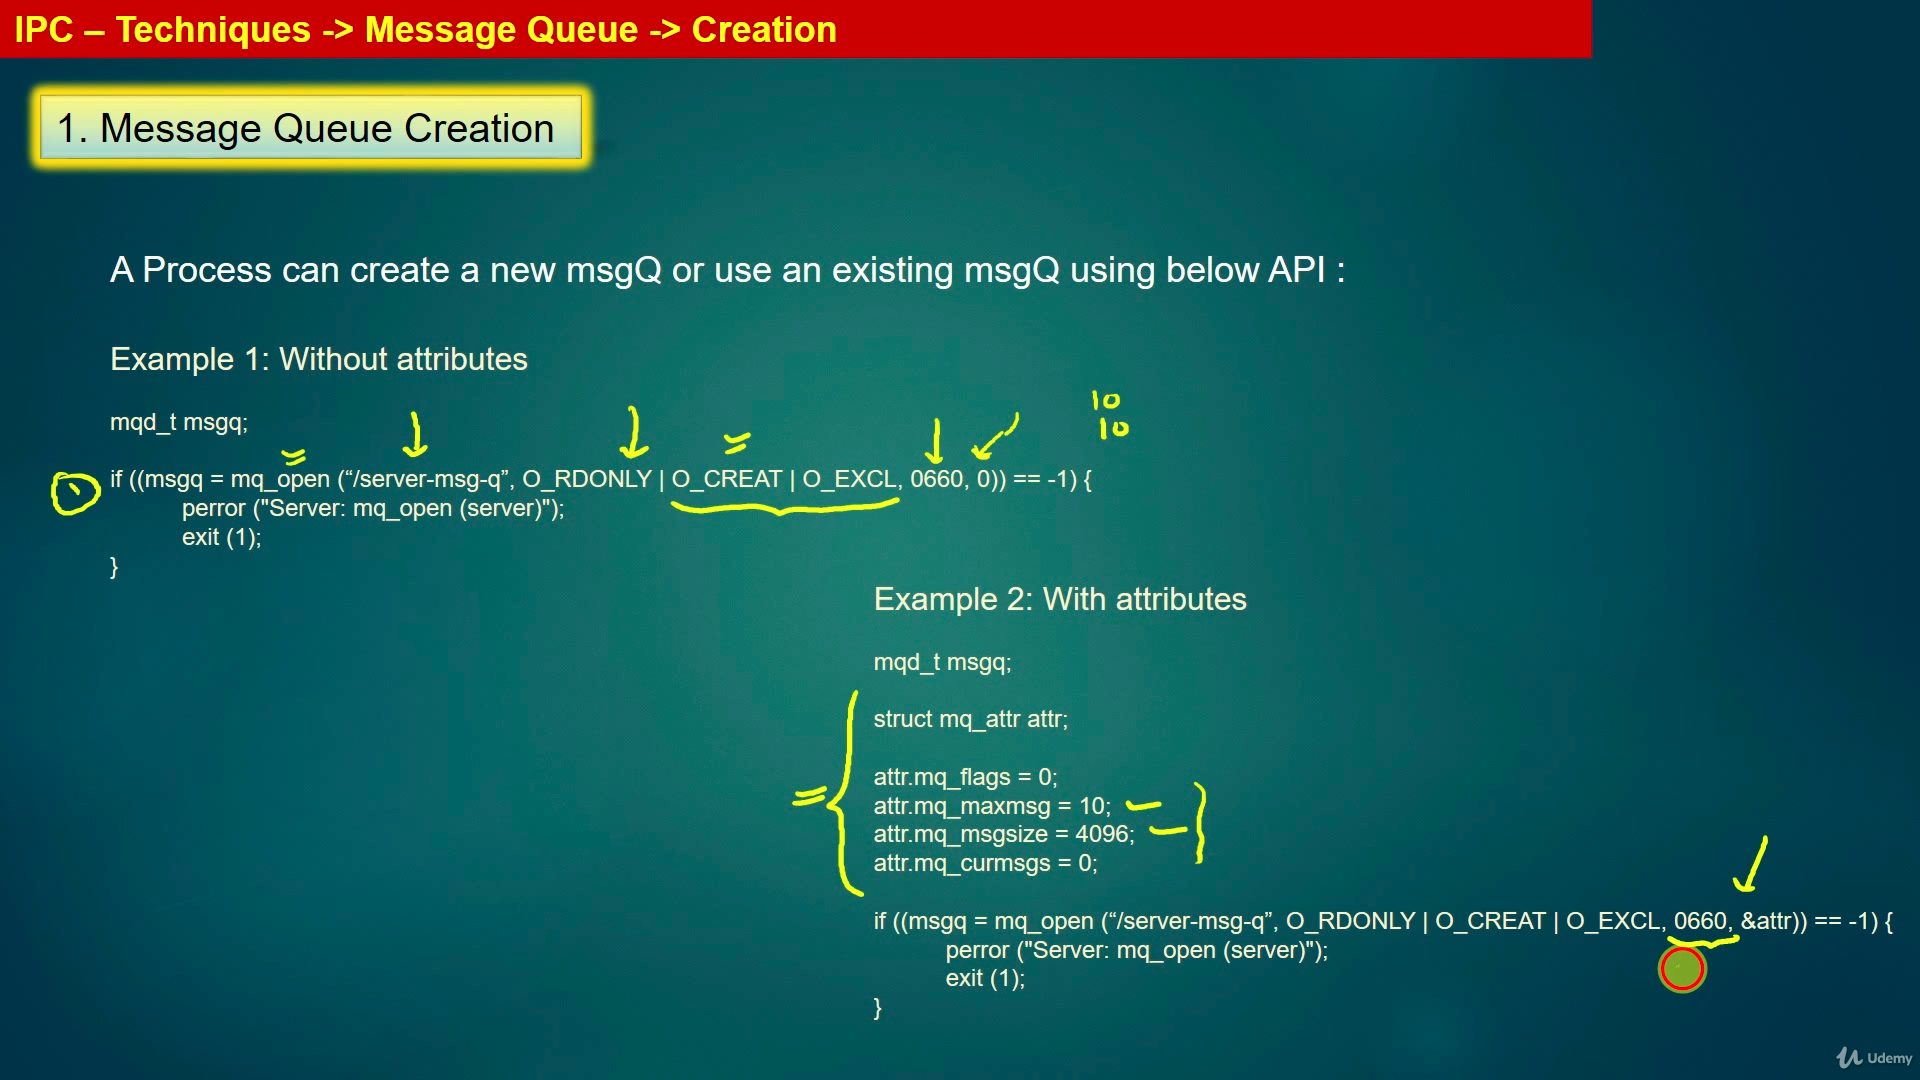 IPC – Techniques -> Message Queue -> Creation
1. Message Queue Creation
A Process can create a new msgQ or use an existing msgQ using below API :
Example 1: Without attributes
10
10
mqd_t msgq;
if ((msgq = mq_open (“/server-msg-q”, O_RDONLY | O_CREAT | O_EXCL, 0660, 0)) == -1) {
perror ("Server: mq_open (server)");
exit (1);
}
Example 2: With attributes
mqd_t msgq;
struct mq_attr attr;
attr.mq_flags = 0;
attr.mq_maxmsg = 10;
attr.mq_msgsize = 4096;
attr.mq_curmsgs = 0;
if ((msgq = mq_open (“/server-msg-q”, O_RDONLY | O_CREAT | O_EXCL, 0660, &attr)) == -1) {
perror ("Server: mq_open (server)");
exit (1);
}
Udemy